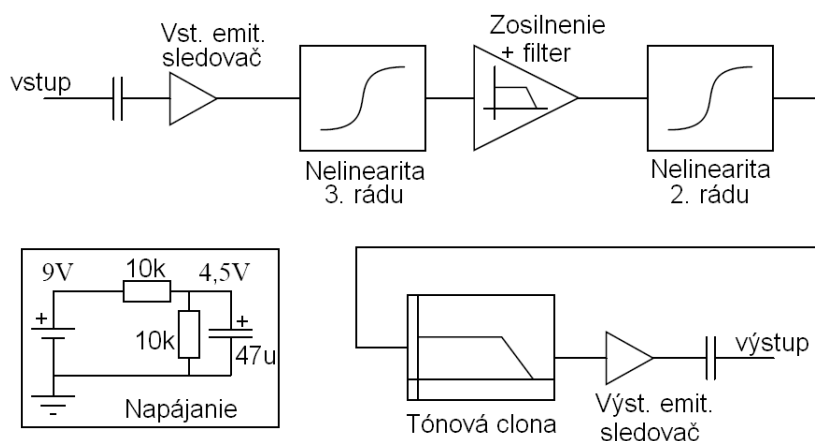 Vst. emit.
sledovač
Zosilnenie
+ filter
vstup
Nelinearita
3. rádu
Nelinearita
2. rádu
9V
10k
4,5V
+
+
10k
47u
Napájanie
Tónová clona
Výst. emit.
sledovač
výstup